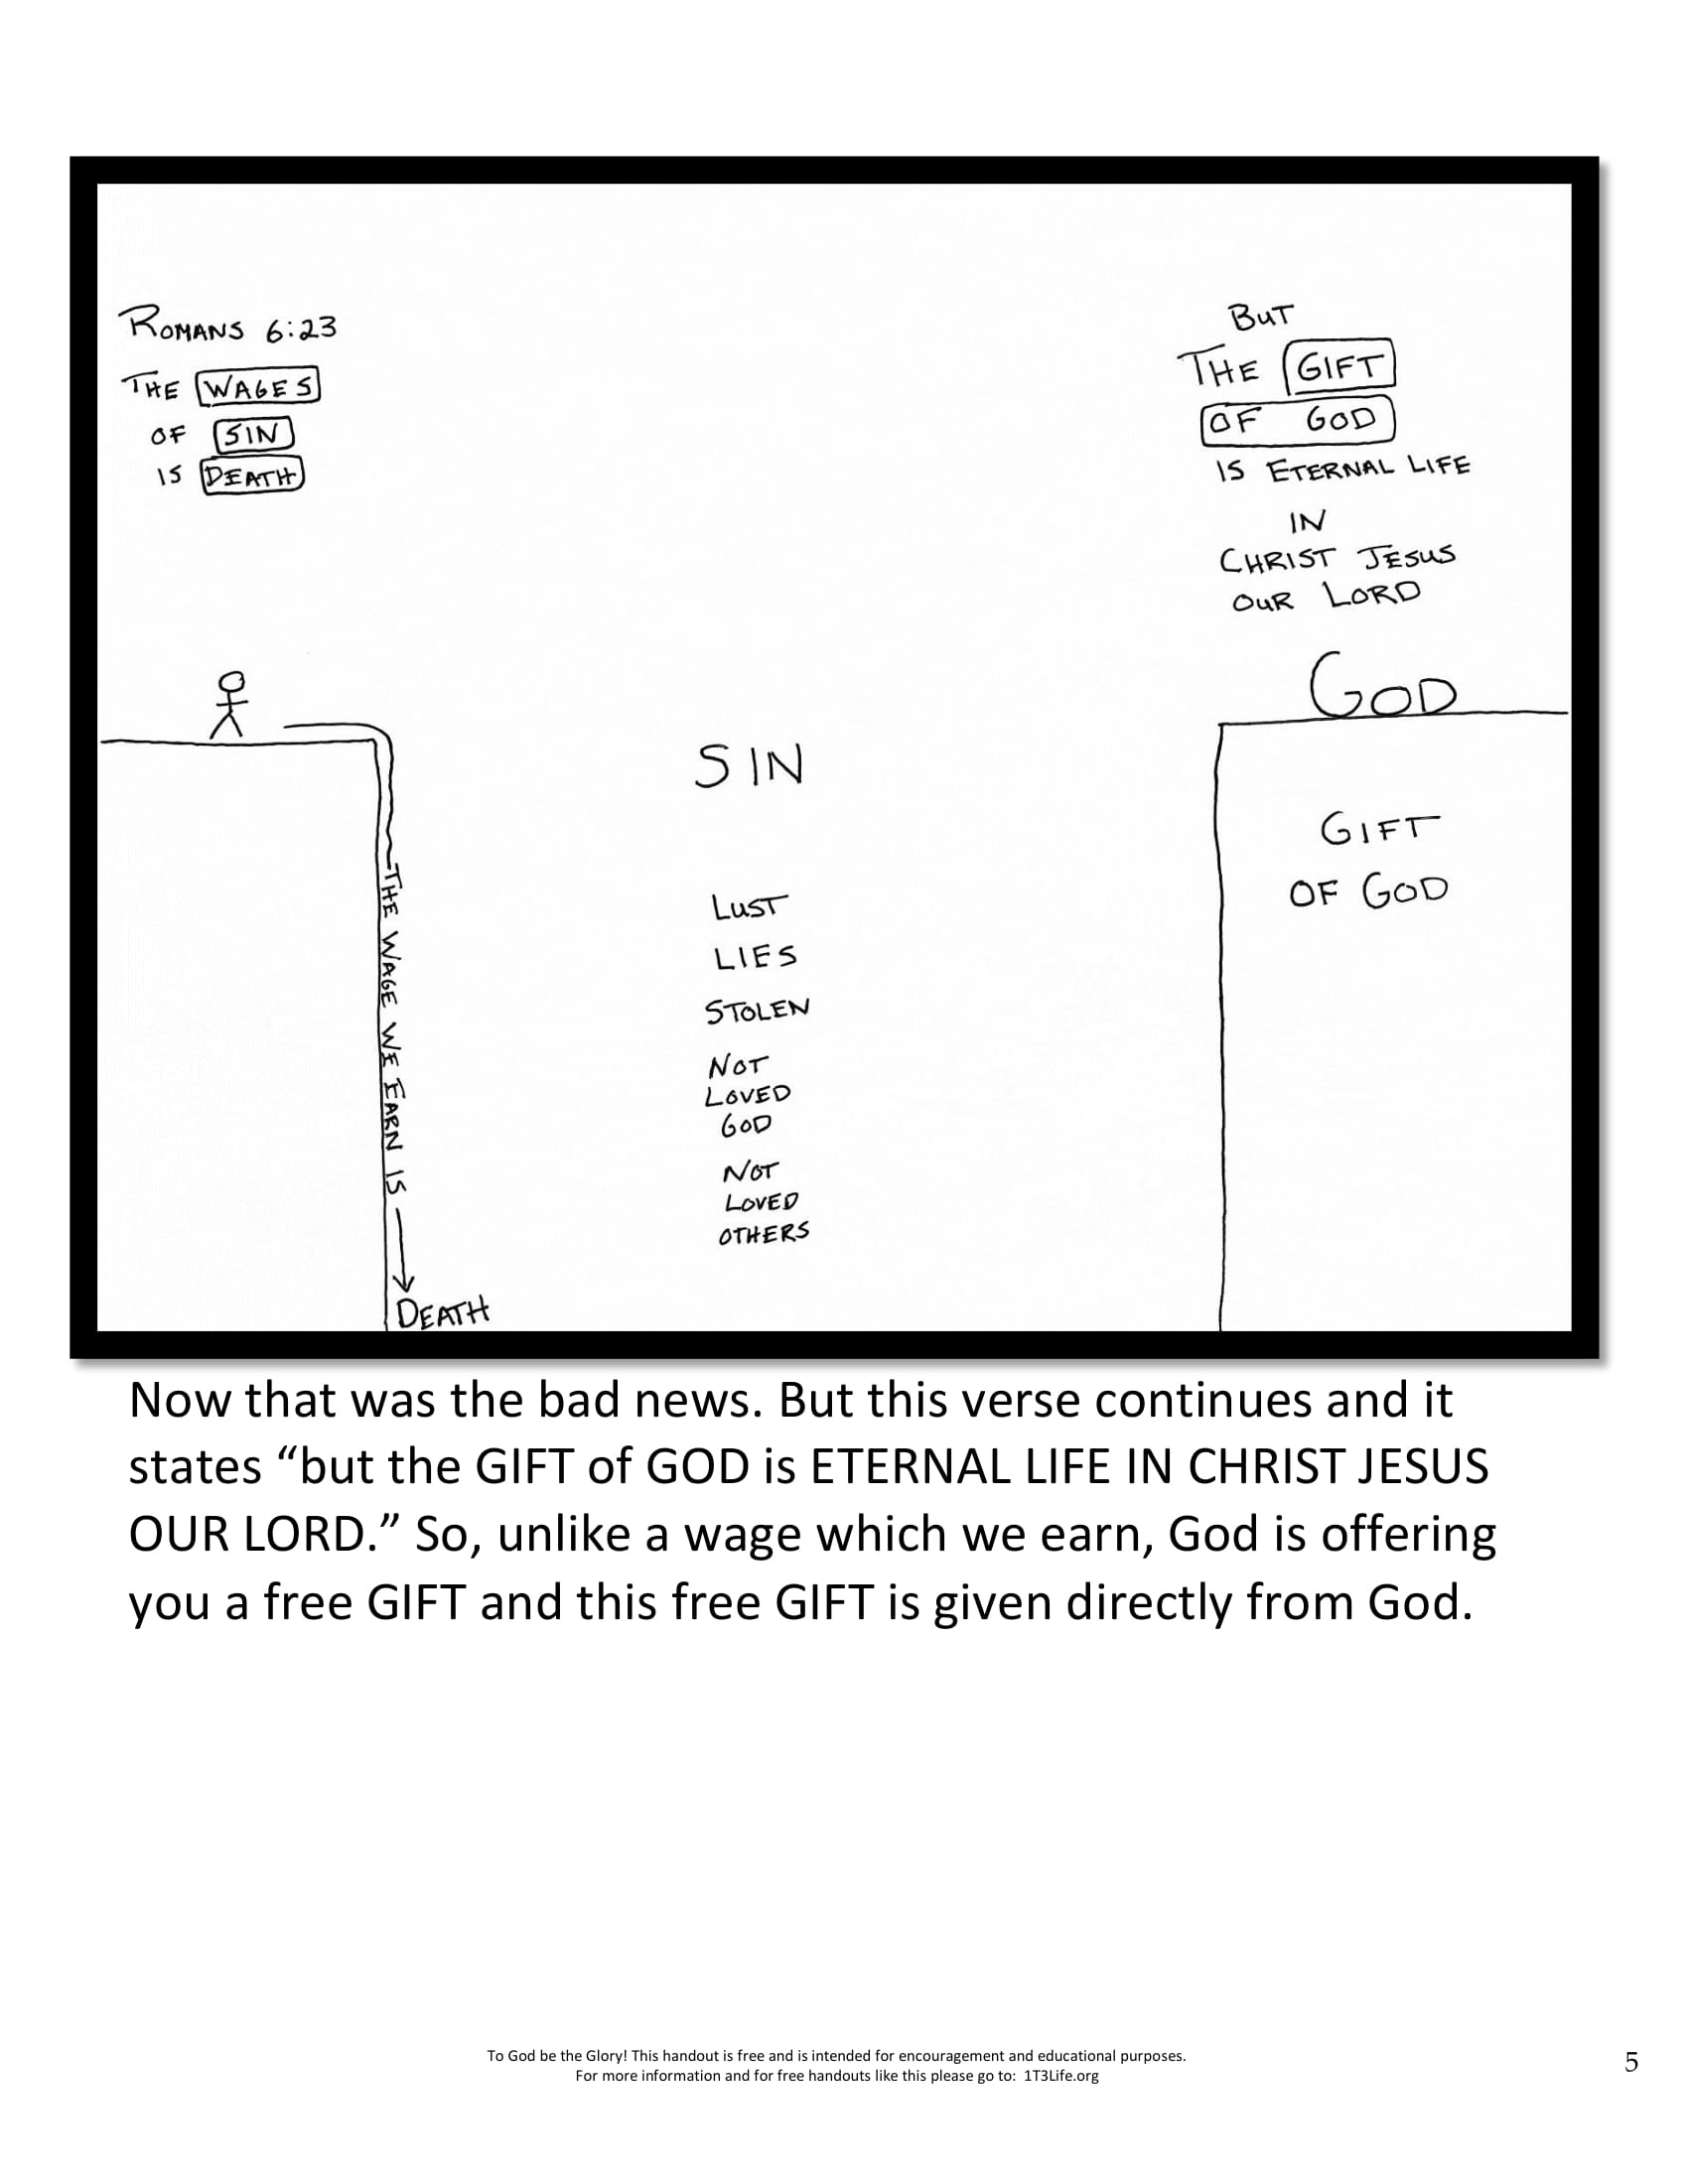 ROMANS 6:23
THE WAGES
OF SIN
IS DEATH
BUT
THE GIFT
OF GOD
IS ETERNAL LIFE
IN
CHRIST JESUS
OUR LORD
GOD
SIN
GIFT
OF GOD
THE WAGE WE EARN IS
DEATH
LUST
LIES
STOLEN
NOT
LOVED
GOD
NOT
LOVED
OTHERS
Now that was the bad news. But this verse continues and it
states “but the GIFT of GOD is ETERNAL LIFE IN CHRIST JESUS
OUR LORD.” So, unlike a wage which we earn, God is offering
you a free GIFT and this free GIFT is given directly from God.
To God be the Glory! This handout is free and is intended for encouragement and educational purposes.
For more information and for free handouts like this please go to: 1T3Life.org
5